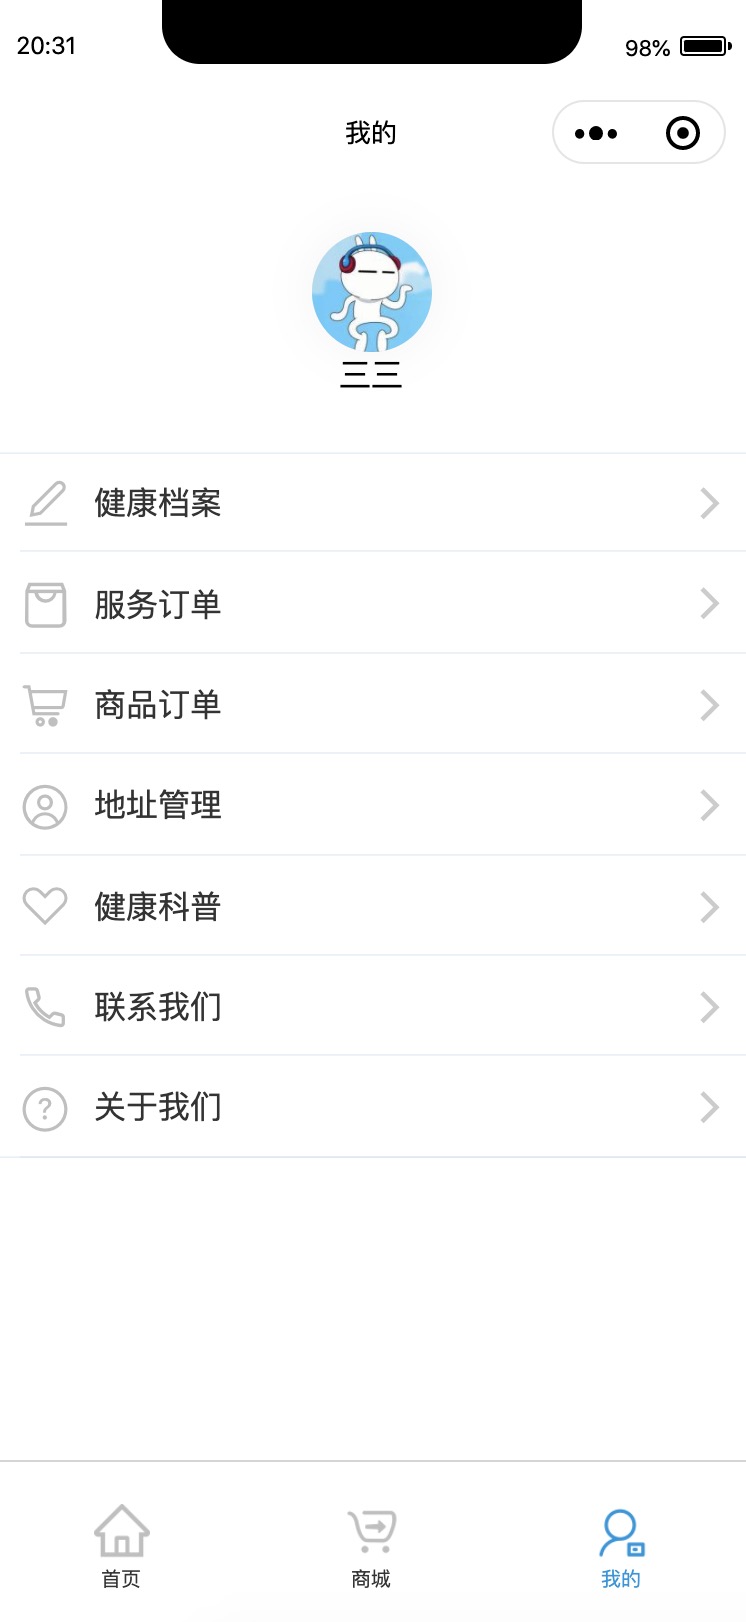 20:31
98%
我的
三三
健康档案
服务订单
商品订单
地址管理
健康科普
联系我们
关于我们
首页
商城
我的